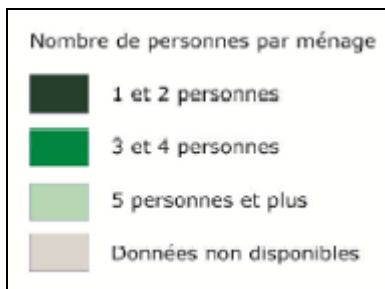 Nombre de personnes par ménage
1 et 2 personnes
3 et 4 personnes
5 personnes et plus
Données non disponibles